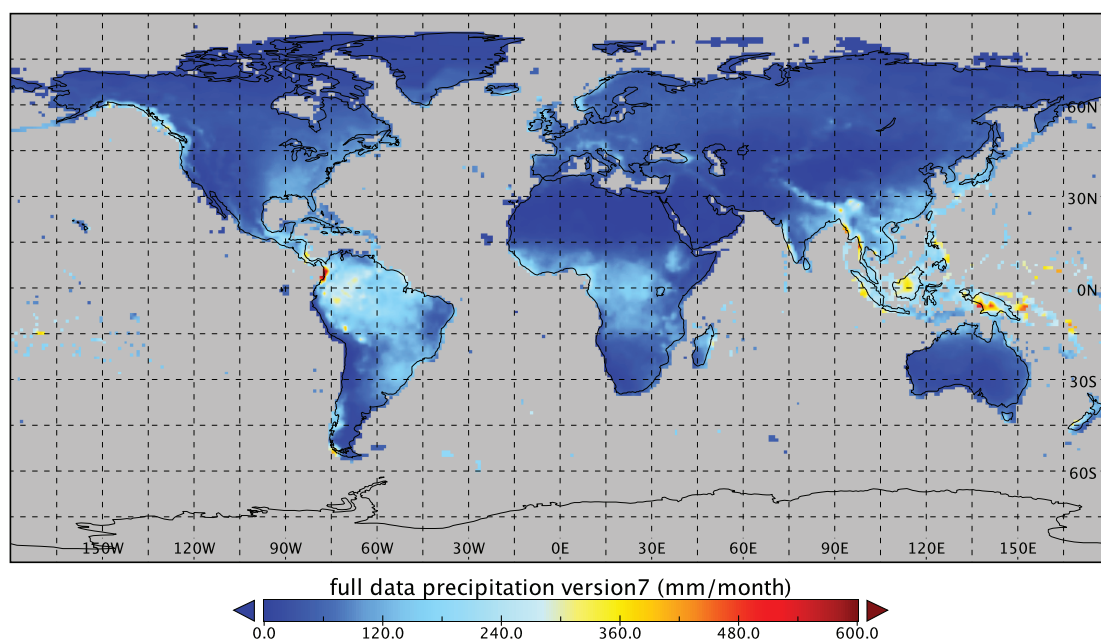 60N
30N
0N
30S
60S
150W 120W 90W 60W 30W 0E 30E 60E 90E 120E 150E
full data precipitation version7 (mm/month)
0.0 120.0 240.0 360.0 480.0 600.0